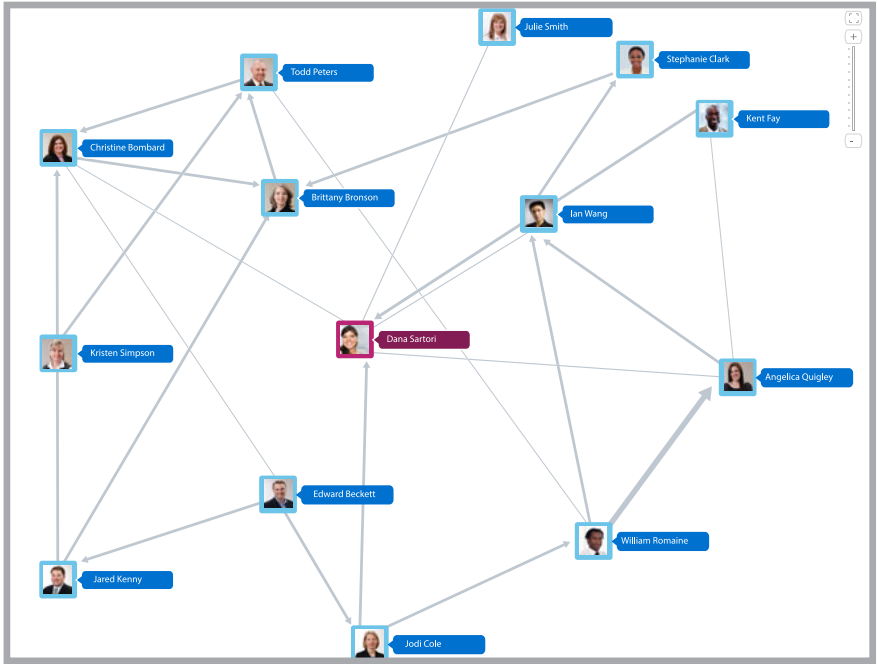 Julie Smith
Stephanie Clark
+
Todd Peters
Kent Fay
-
Christine Bombard
Brittany Bronson
Ian Wang
Dana Sartori
Kristen Simpson
Angelica Quigley
Edward Beckett
William Romaine
Jared Kenny
Jodi Cole